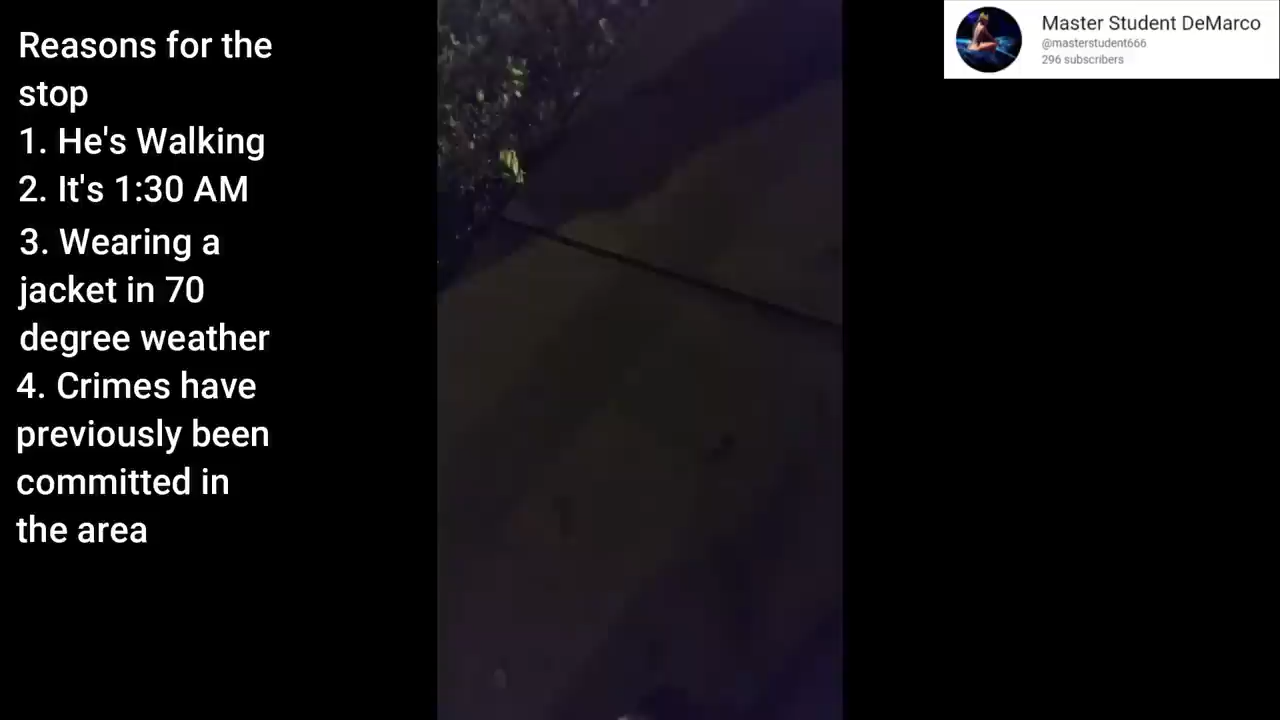 Reasons for the
stop
1. He's Walking
2. It's 1:30 AM
3. Wearing a
jacket in 70
degree weather
4. Crimes have
previously been
committed in
the area
Master Student DeMarco
@masterstudent666
296 subscribers